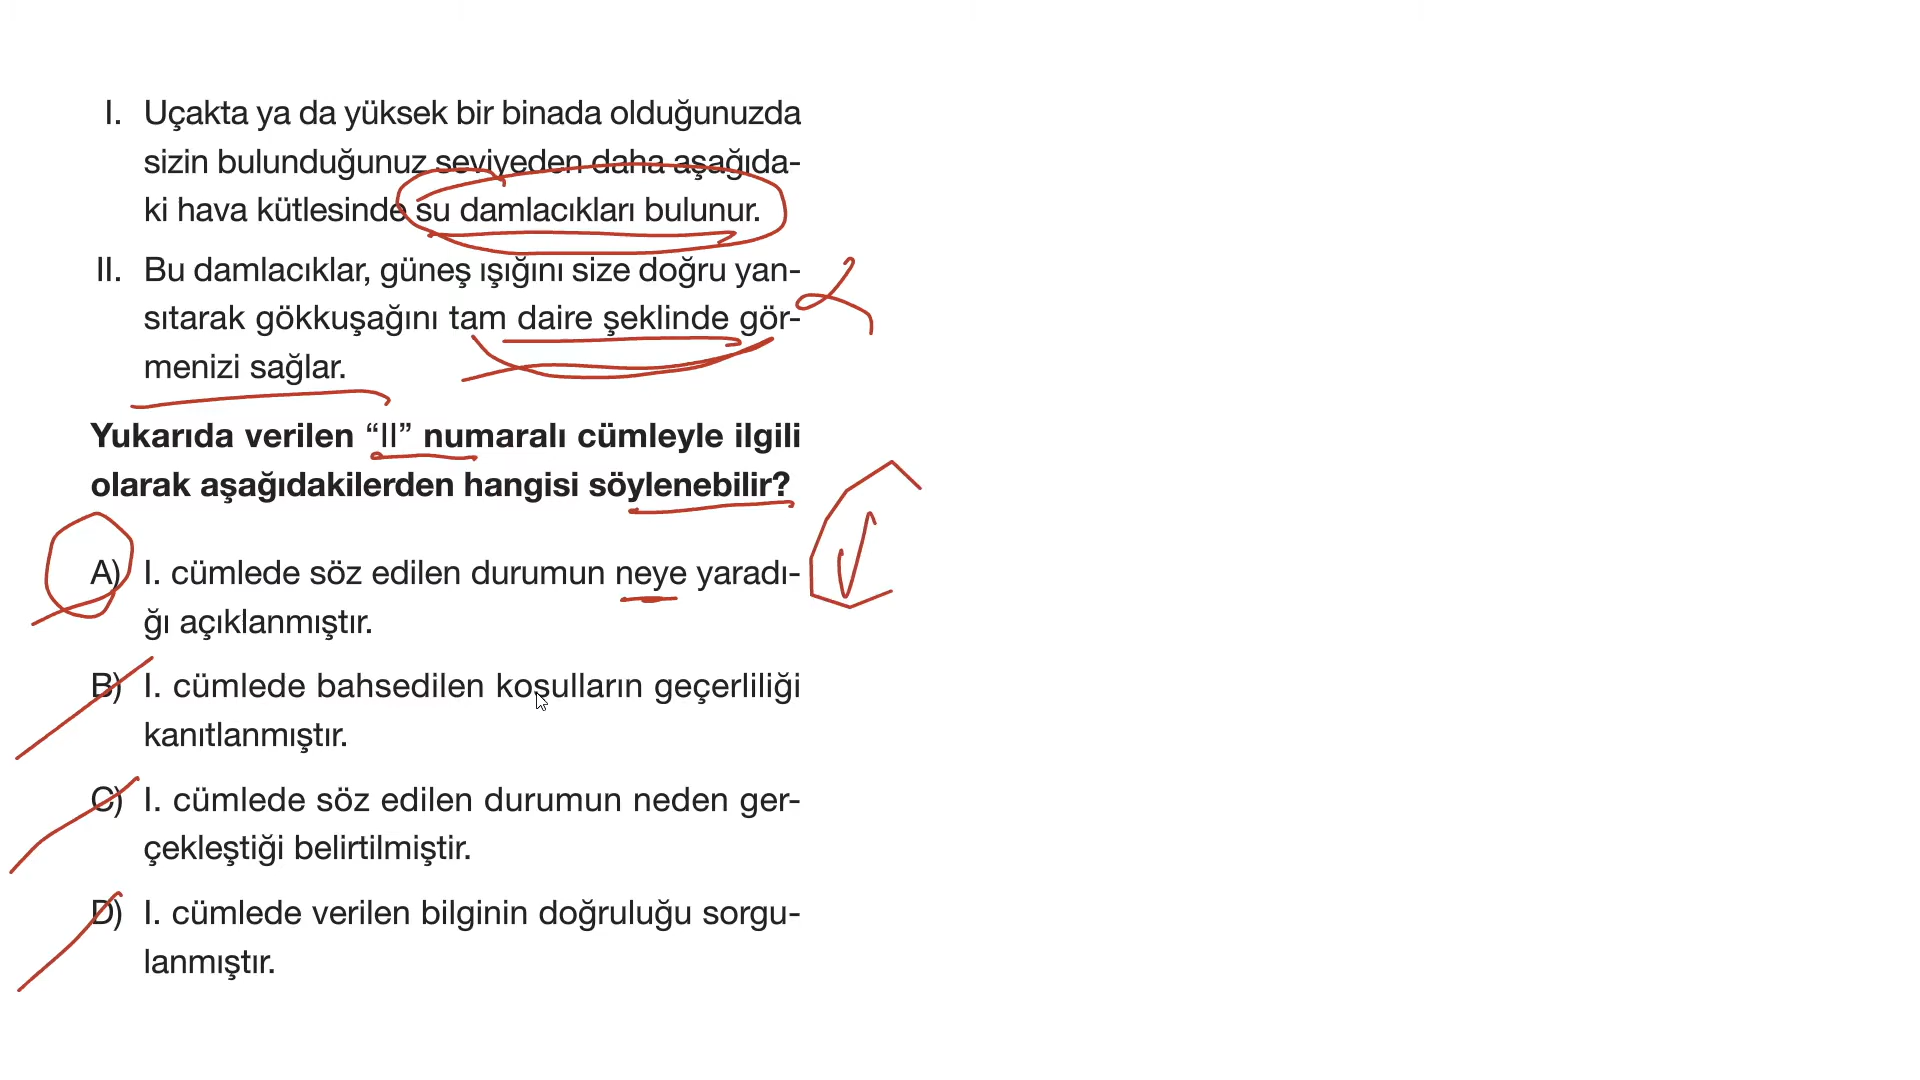 I. Uçakta ya da yüksek bir binada olduğunuzda
sizin bulunduğunuz seviyeden daha aşağıda-
ki hava kütlesinde su damlacıkları bulunur.
II. Bu damlacıklar, güneş ışığını size doğru yan-
sıtarak gökkuşağını tam daire şeklinde gör-
menizi sağlar.
Yukarıda verilen “II” numaralı cümleyle ilgili
olarak aşağıdakilerden hangisi söylenebilir?
A) I. cümlede söz edilen durumun neye yaradı-
ğı açıklanmıştır.
B) I. cümlede bahsedilen koşulların geçerliliği
kanıtlanmıştır.
C) I. cümlede söz edilen durumun neden ger-
çekleştiği belirtilmiştir.
D) I. cümlede verilen bilginin doğruluğu sorgu-
lanmıştır.